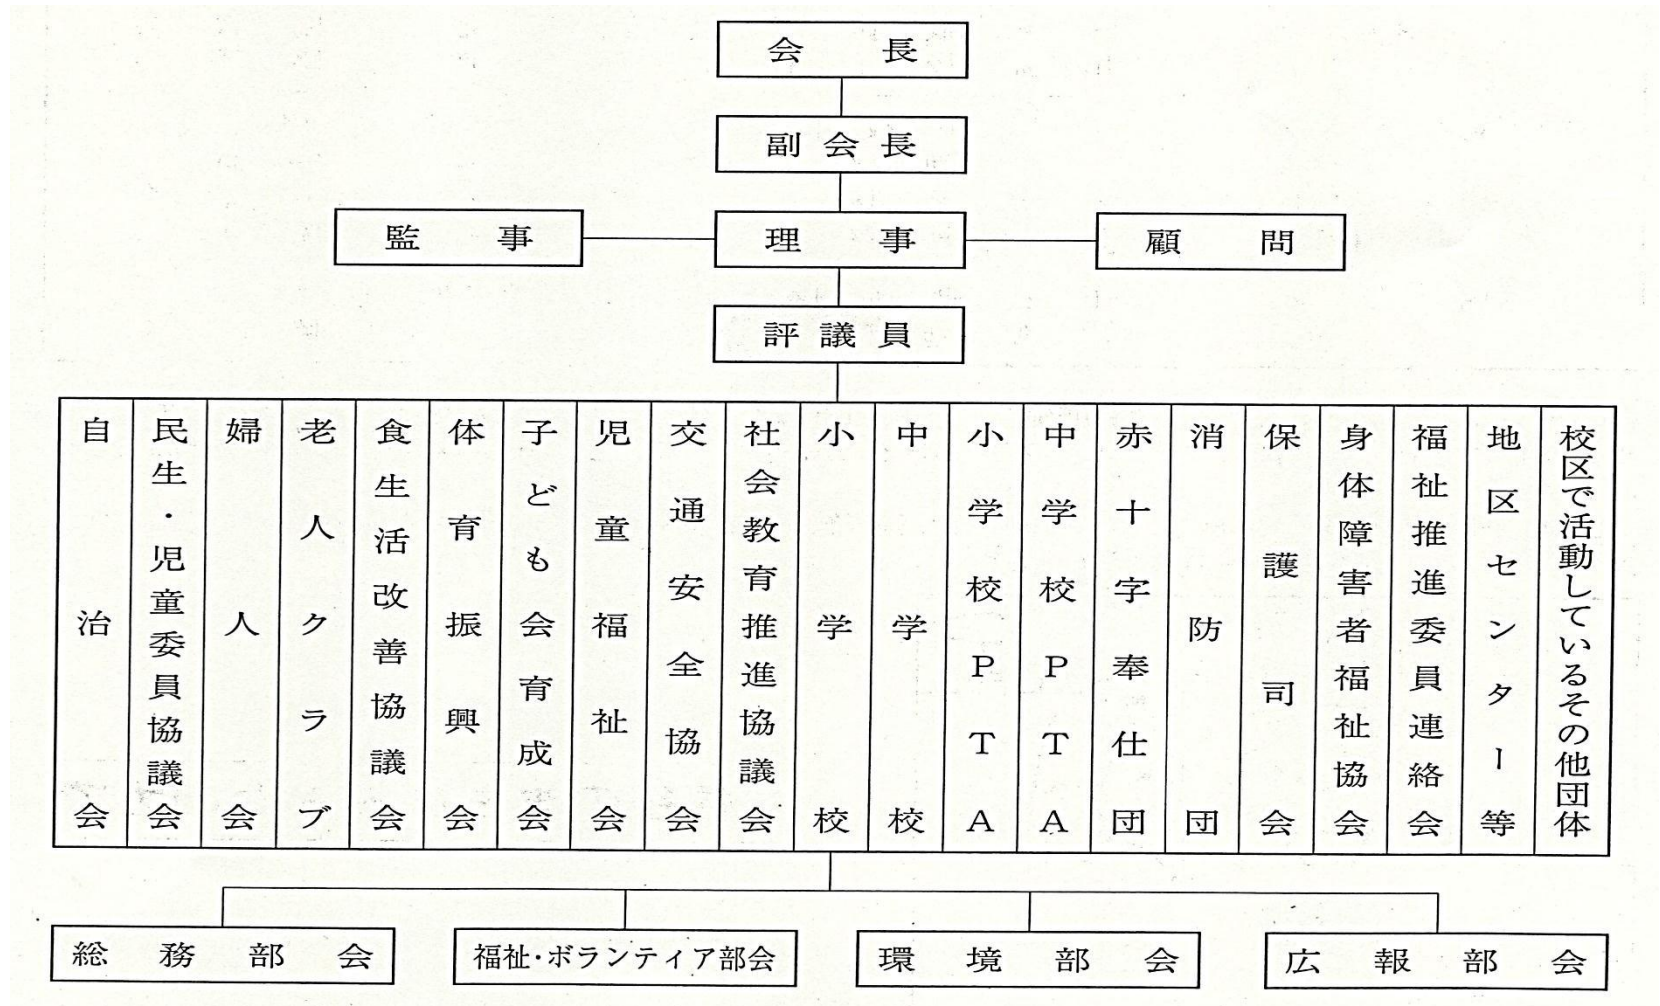 会長
副会長
監事
理事
顧問
評議員
自治会
民生・児童委員協議会
婦人会
老人クラブ
食生活改善協議会
体育振興会
子ども会育成会
児童福祉会
交通安全協会
社会教育推進協議会
小学校
中学校
小学校PTA
中学校PTA
赤十字奉仕団
消防団
保護司会
身体障害者福祉協会
福祉推進委員連絡会
地区センター等
校区で活動しているその他団体
総務部会
福祉・ボランティア部会
環境部会
広報部会